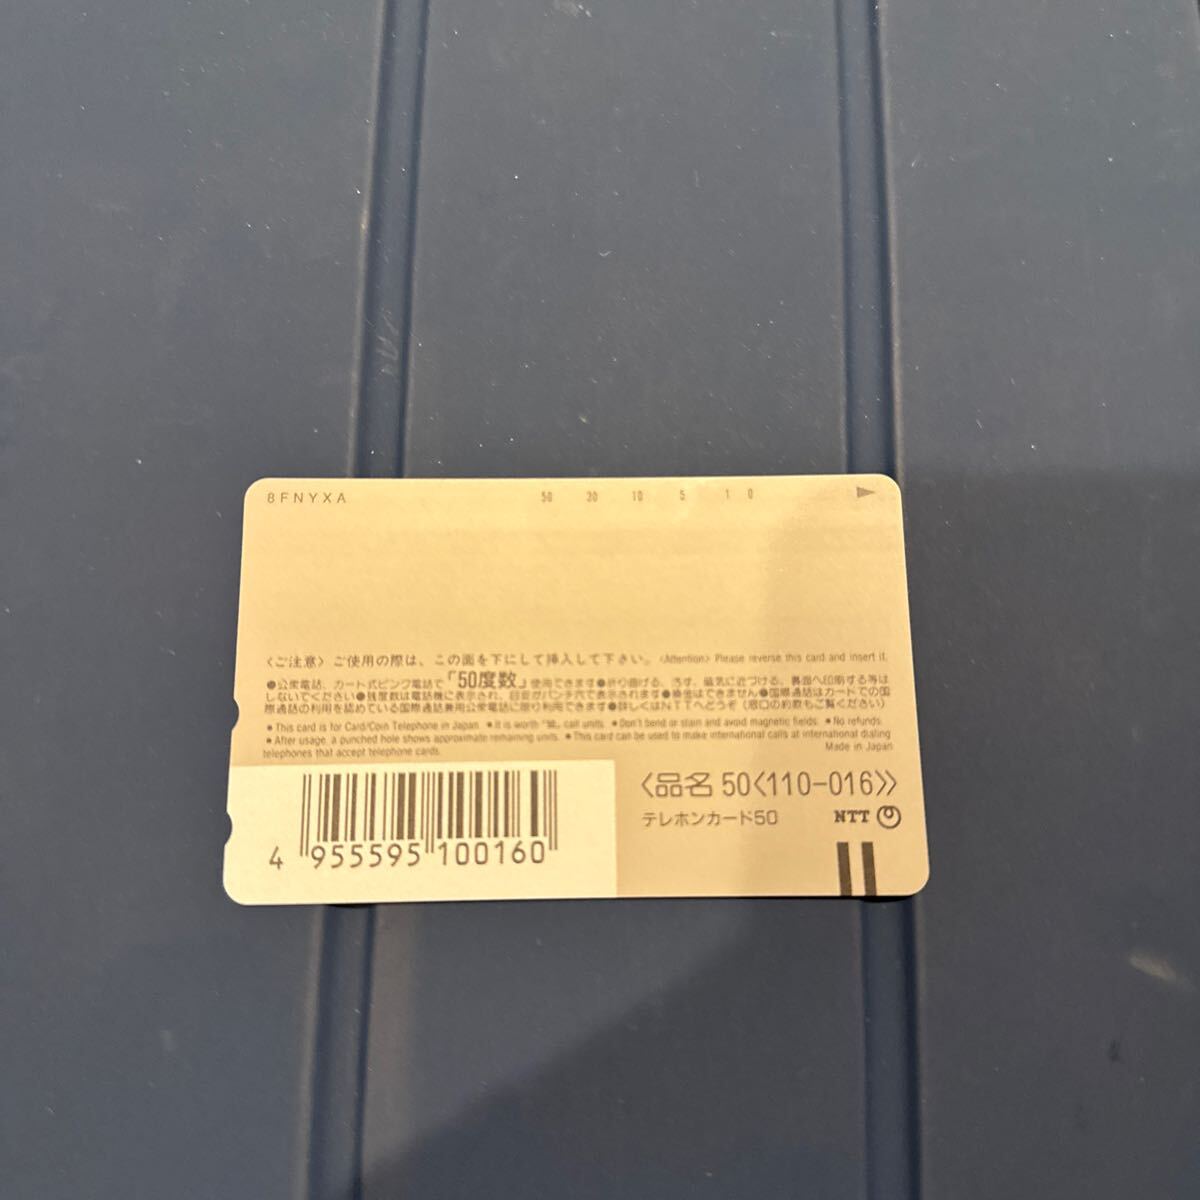 8FNYXA 50 30 10 5 1 0
〈ご注意〉ご使用の際は、この面を下にして挿入して下さい。〈Attention〉Please reverse this card and insert it.
●公衆電話、カード式ピンク電話で「50度数」使用できます●折り曲げる、汚す、磁気に近づける、裏面へ印刷する等は
しないでください●残度数は電話機に表示され、目安がパンチ穴で表示されます●換金はできません●国際通話はカードでの国
際通話の利用を認めている国際通話兼用公衆電話に限り利用できます●詳しくはNTTへどうぞ(窓口の約款もご覧ください)
● This card is for Card/Coin Telephone in Japan. ● It is worth "50" call units. ● Don't bend or stain and avoid magnetic fields. ● No refunds.
● After usage, a punched hole shows approximate remaining units. ● This card can be used to make international calls at international dialing
telephones that accept telephone cards. Made in Japan
〈品名 50〈110-016〉〉
テレホンカード50 NTT
4 955595 100160